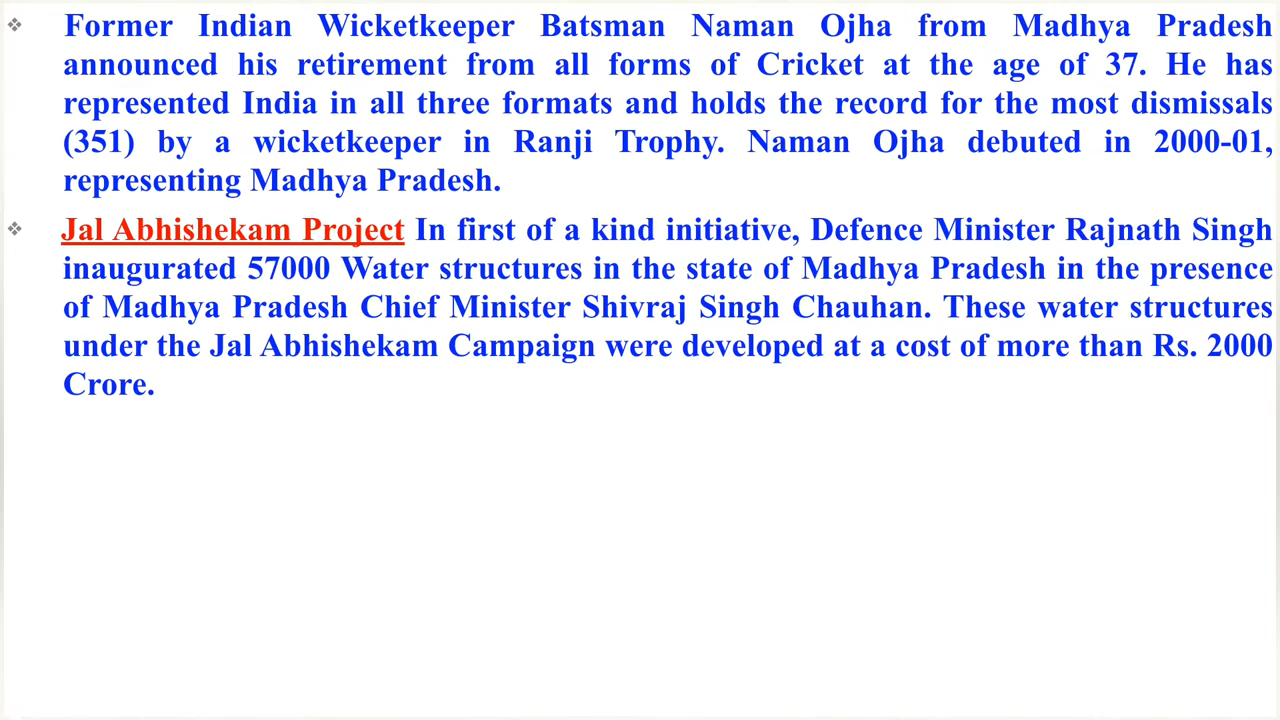 Former Indian Wicketkeeper Batsman Naman Ojha from Madhya Pradesh
announced his retirement from all forms of Cricket at the age of 37. He has
represented India in all three formats and holds the record for the most dismissals
(351) by a wicketkeeper in Ranji Trophy. Naman Ojha debuted in 2000-01,
representing Madhya Pradesh.
Jal Abhishekam Project In first of a kind initiative, Defence Minister Rajnath Singh
inaugurated 57000 Water structures in the state of Madhya Pradesh in the presence
of Madhya Pradesh Chief Minister Shivraj Singh Chauhan. These water structures
under the Jal Abhishekam Campaign were developed at a cost of more than Rs. 2000
Crore.